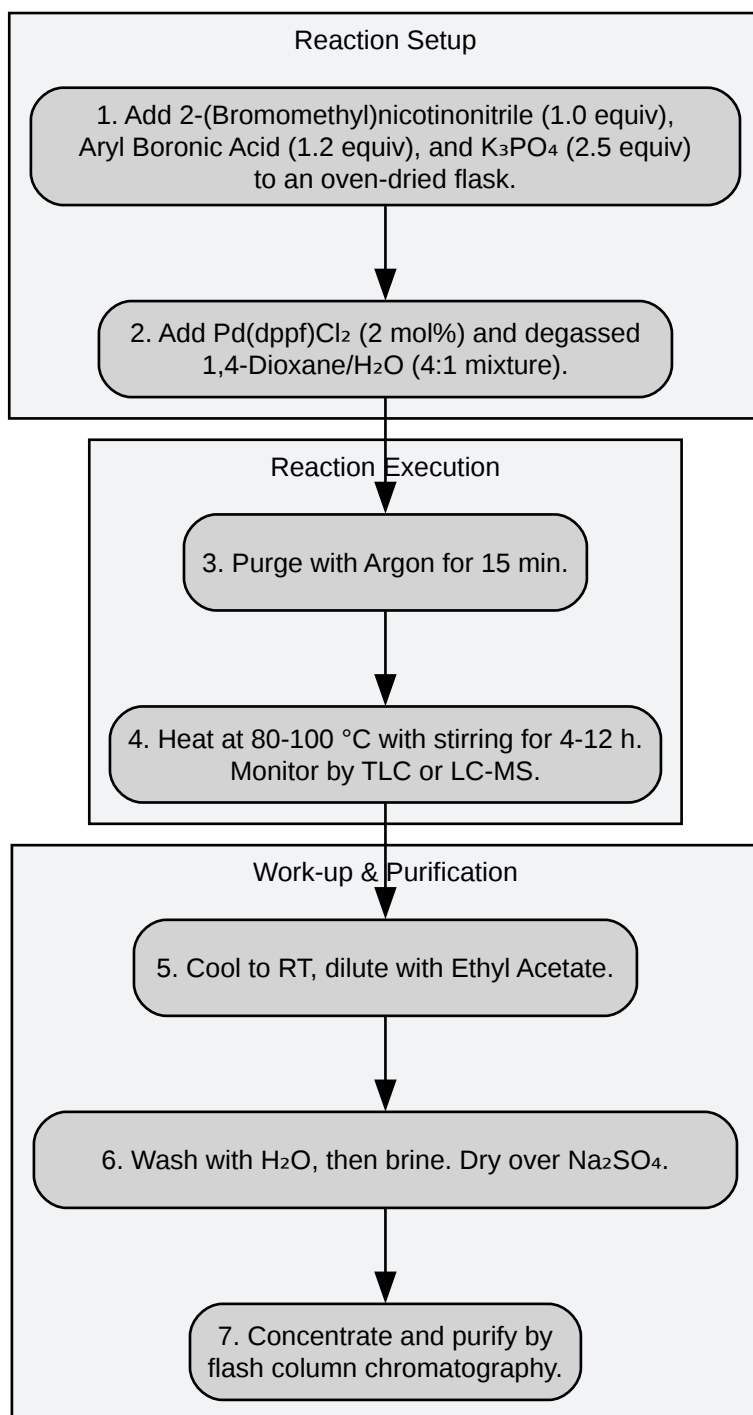 Reaction Setup
1. Add 2-(Bromomethyl)nicotinonitrile (1.0 equiv),
Aryl Boronic Acid (1.2 equiv), and K₃PO₄ (2.5 equiv)
to an oven-dried flask.
2. Add Pd(dppf)Cl₂ (2 mol%) and degassed
1,4-Dioxane/H₂O (4:1 mixture).
Reaction Execution
3. Purge with Argon for 15 min.
4. Heat at 80-100 °C with stirring for 4-12 h.
Monitor by TLC or LC-MS.
Work-up & Purification
5. Cool to RT, dilute with Ethyl Acetate.
6. Wash with H₂O, then brine. Dry over Na₂SO₄.
7. Concentrate and purify by
flash column chromatography.